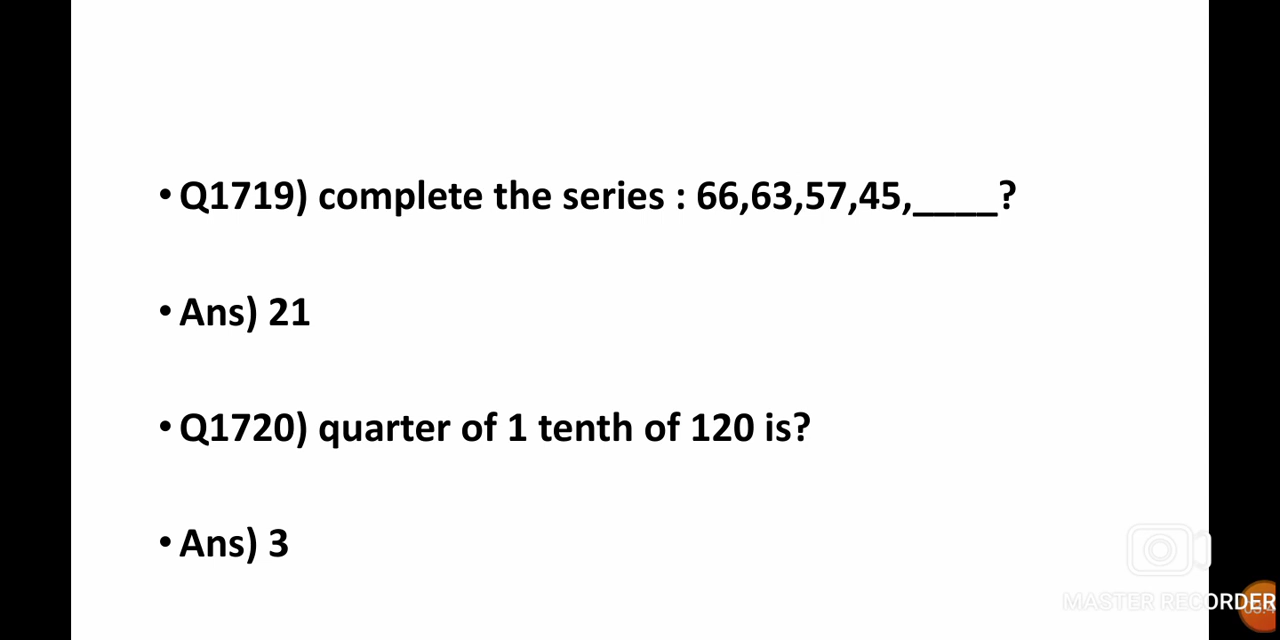 • Q1719) complete the series : 66,63,57,45,____?
• Ans) 21
• Q1720) quarter of 1 tenth of 120 is?
• Ans) 3
MASTER RECORDER